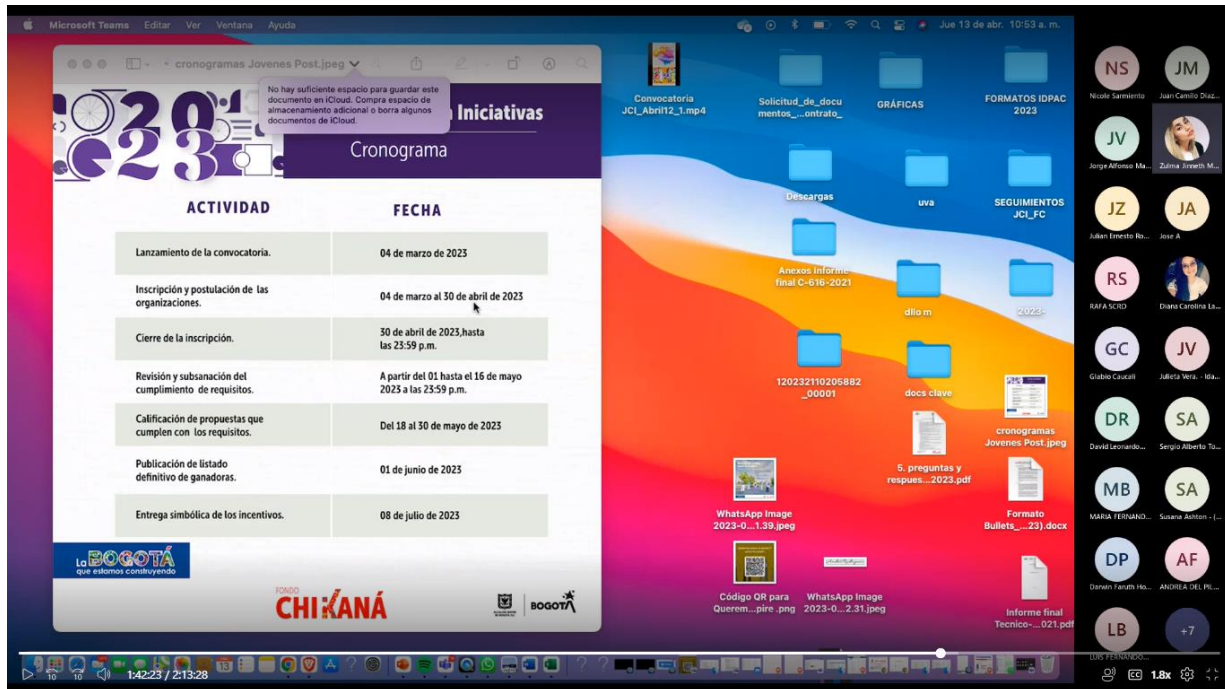 Microsoft Teams Editar Ver Ventana Ayuda
Jue 13 de abr. 10:53 a. m.
cronogramas Jovenes Post.jpeg
No hay suficiente espacio para guardar este
documento en iCloud. Compra espacio de
almacenamiento adicional o borra algunos
documentos de iCloud.
2023
Iniciativas
Cronograma
ACTIVIDAD FECHA
Lanzamiento de la convocatoria. 04 de marzo de 2023
Inscripción y postulación de las
organizaciones.
04 de marzo al 30 de abril de 2023
Cierre de la inscripción.
30 de abril de 2023,hasta
las 23:59 p.m.
Revisión y subsanación del
cumplimiento de requisitos.
A partir del 01 hasta el 16 de mayo
2023 a las 23:59 p.m.
Calificación de propuestas que
cumplen con los requisitos.
Del 18 al 30 de mayo de 2023
Publicación de listado
definitivo de ganadoras.
01 de junio de 2023
Entrega simbólica de los incentivos. 08 de julio de 2023
La BOGOTÁ
que estamos construyendo
FONDO
CHIKANÁ
BOGOTÁ
Convocatoria
JCI_Abril12_1.mp4
Solicitud_de_docu
mentos_...ontrato_
GRÁFICAS
FORMATOS IDPAC
2023
Descargas
uva
SEGUIMIENTOS
JCI_FC
Anexos informe
final C-616-2021
dilo m
2023-
120232110205882
_00001
docs clave
cronogramas
Jovenes Post.jpeg
5. preguntas y
respues...2023.pdf
WhatsApp Image
2023-0...1.39.jpeg
Formato
Bullets_...23).docx
Código QR para
Querem...pire .png
WhatsApp Image
2023-0...2.31.jpeg
Informe final
Tecnico-...021.pdf
NS JM
Nicole Sarmiento Juan Camilo Díaz...
JV
Jorge Alfonso Ma... Zulma Jinneth M...
JZ JA
Julian Ernesto Ro... Jose A
RS
RAFA SCRD Diana Carolina La...
GC JV
Glabio Caucali Julieta Vera. - Ida...
DR SA
David Leonardo... Sergio Alberto To...
MB SA
MARIA FERNAND... Susana Ashton - (...
DP AF
Darwin Faruth Ho... ANDREA DEL PIL...
LB +7
LUIS FERNANDO...
13
10 10 1:42:23 / 2:13:28
CC 1.8x